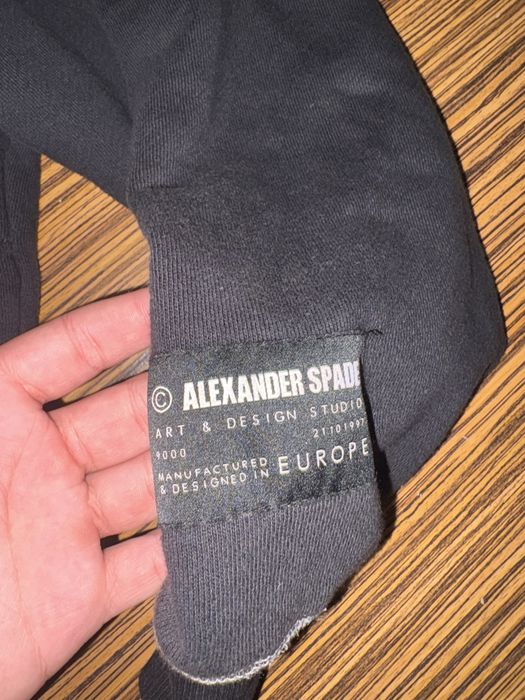 © ALEXANDER SPADE
ART & DESIGN STUDIO
9000
21101997
MANUFACTURED
& DESIGNED IN EUROPE